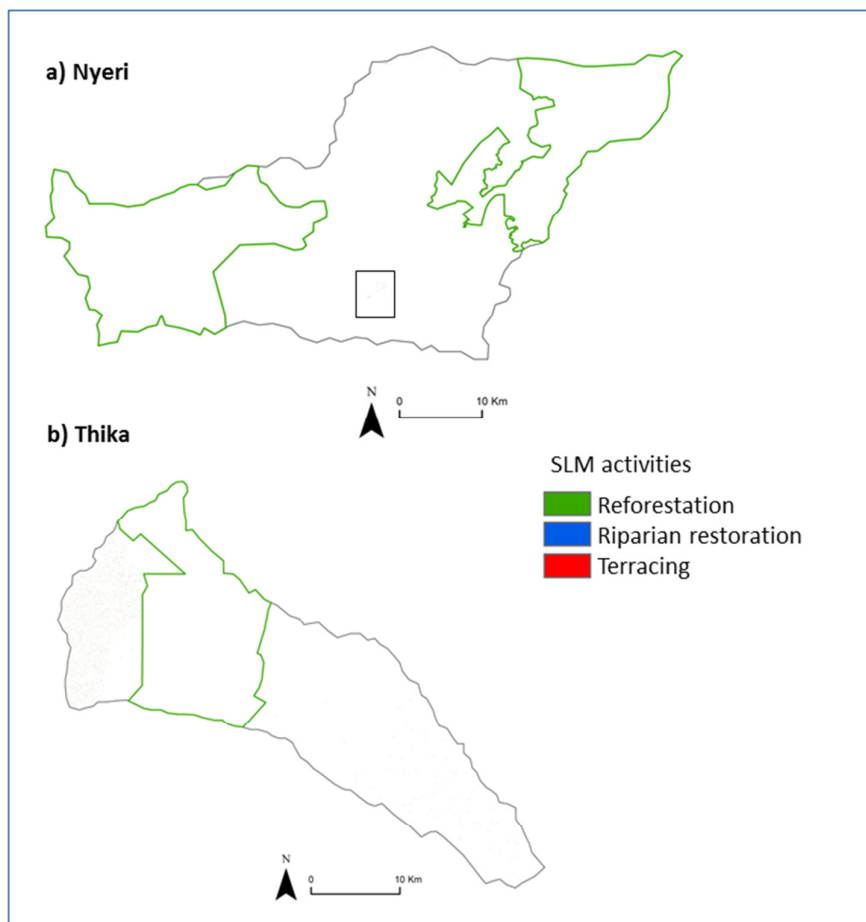 a) Nyeri
N
0 10 Km
b) Thika
SLM activities
Reforestation
Riparian restoration
Terracing
N
0 10 Km